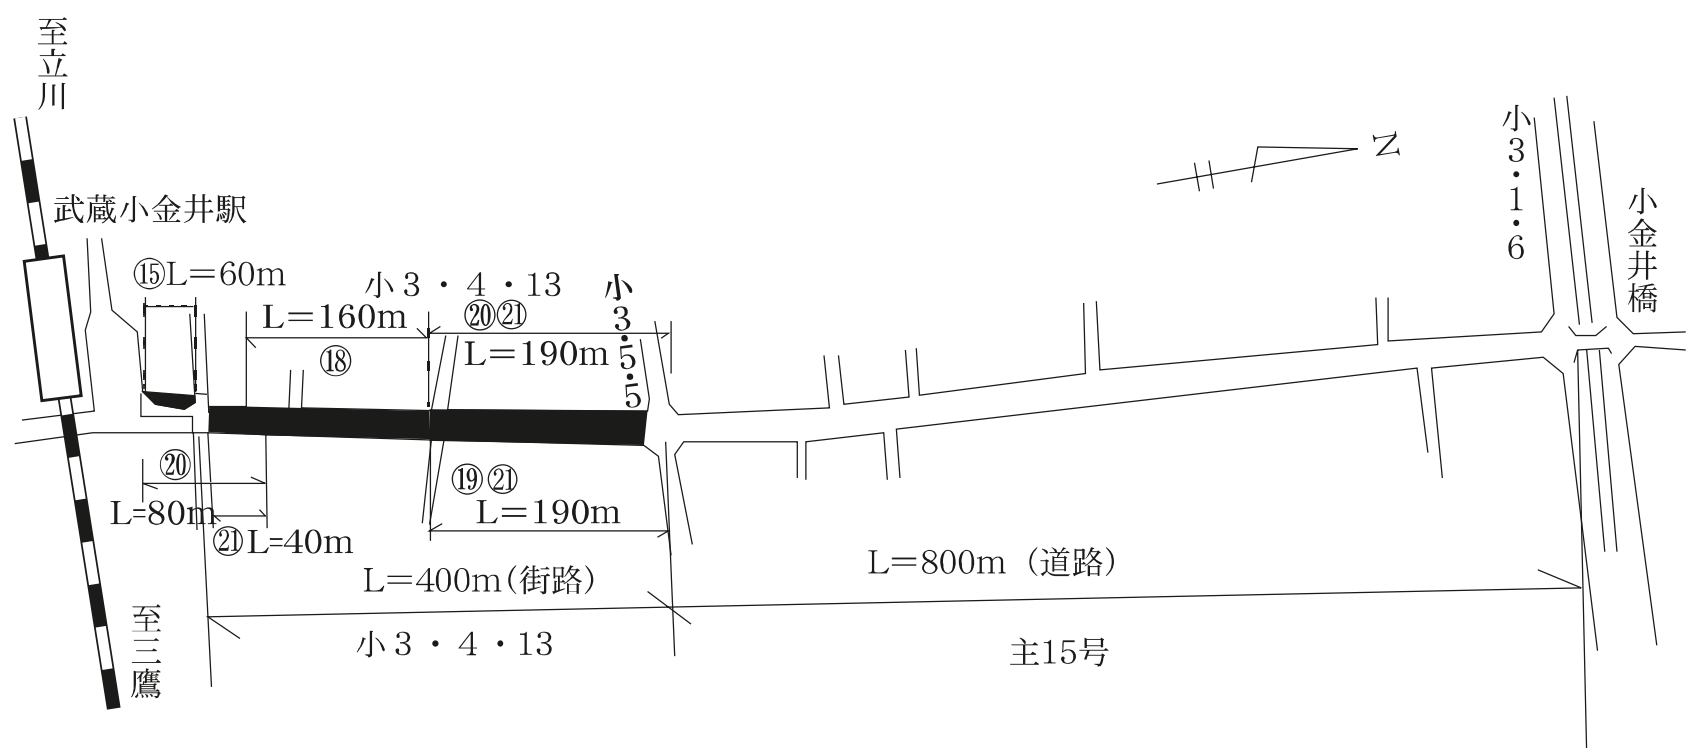 至立川
武蔵小金井駅
⑮L＝60m
小3・4・13
L＝160m
⑱
⑳㉑
L＝190m
小3・5・5
N
小3・1・6
小金井橋
⑳
L=80m
㉑L=40m
⑲㉑
L＝190m
L＝400m(街路)
L＝800m（道路）
小3・4・13
主15号
至三鷹